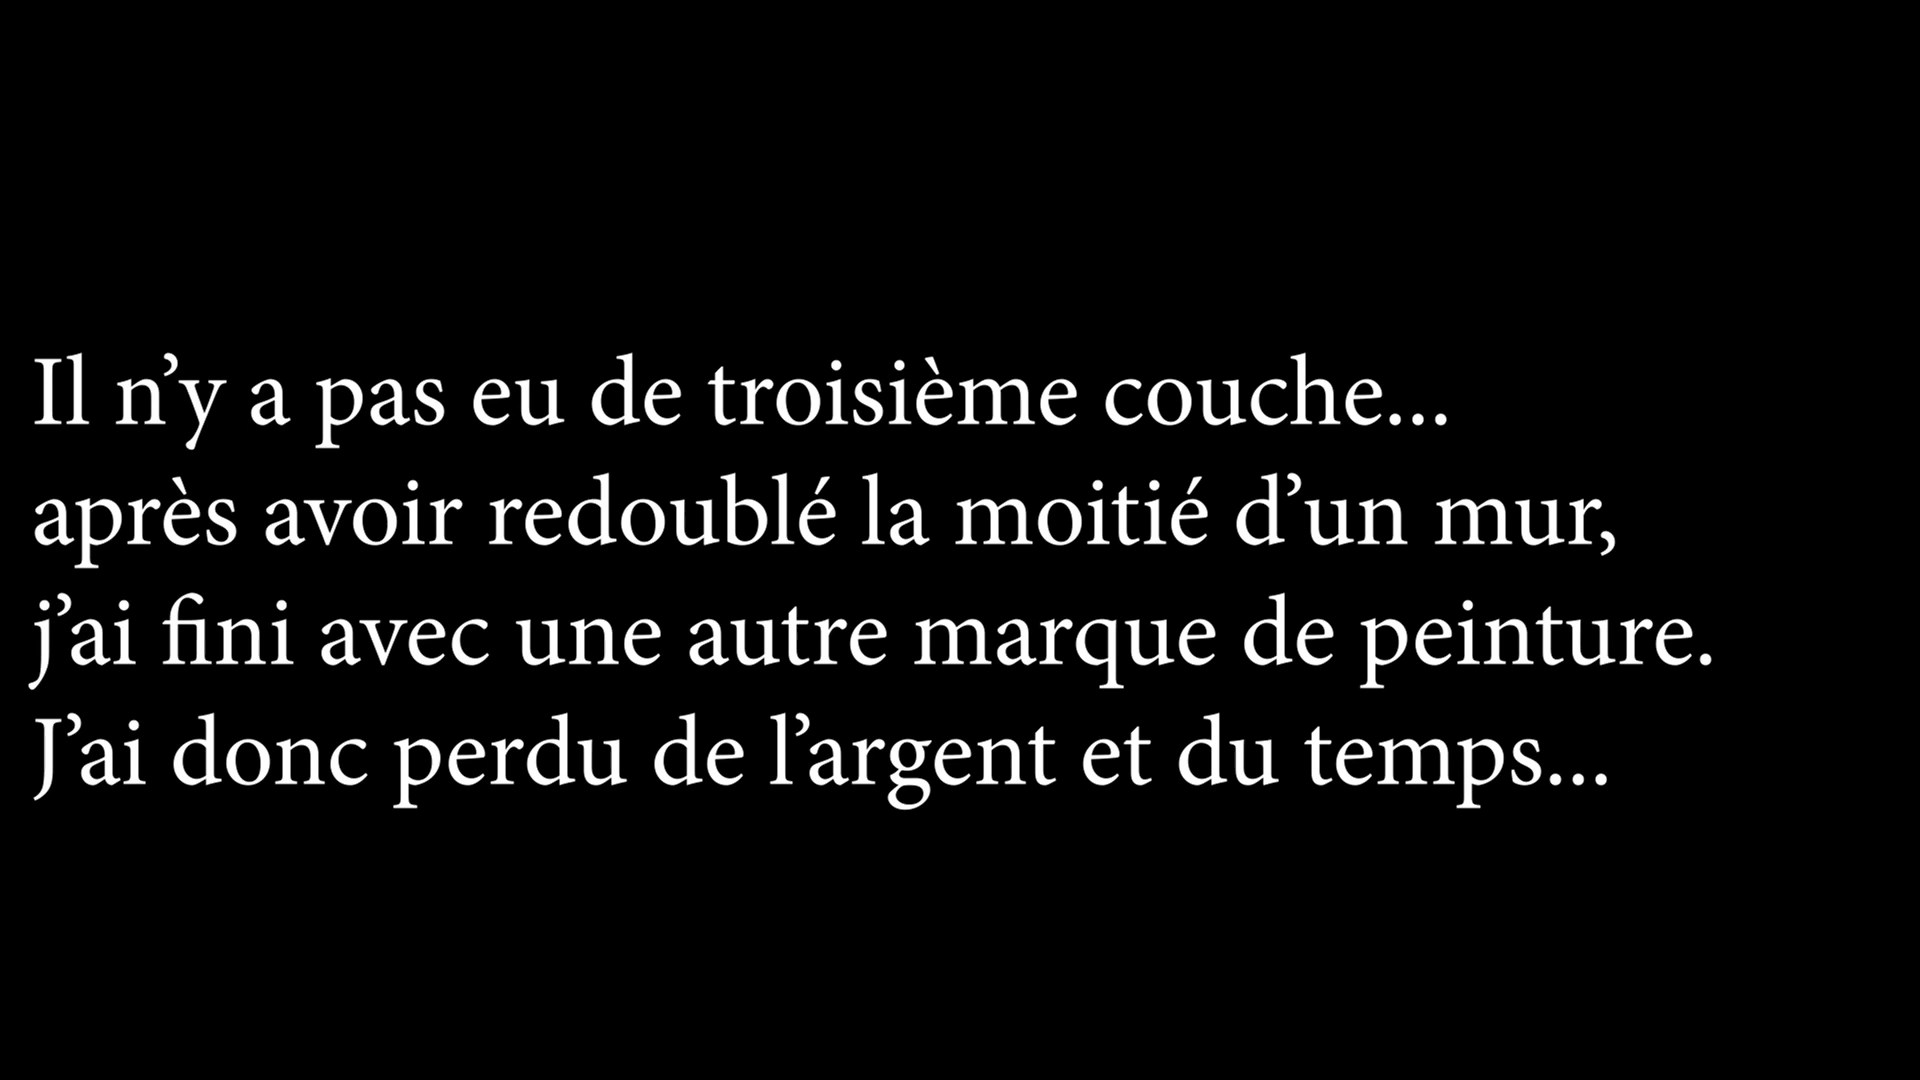 Il n’y a pas eu de troisième couche...
après avoir redoublé la moitié d’un mur,
j’ai fini avec une autre marque de peinture.
J’ai donc perdu de l’argent et du temps...